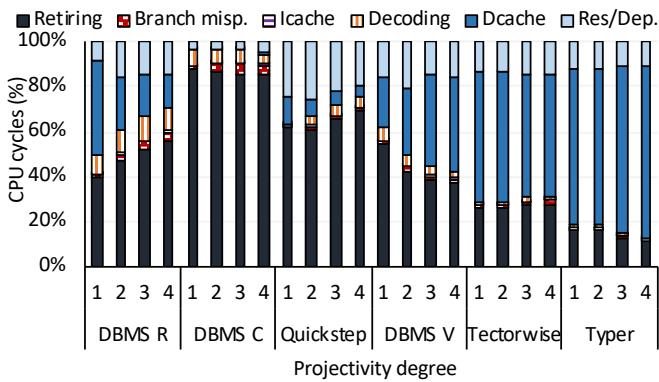 Retiring Branch misp. Icache Decoding Dcache Res/Dep.
100%
80%
60%
40%
20%
0%
CPU cycles (%)
1 2 3 4 1 2 3 4 1 2 3 4 1 2 3 4 1 2 3 4 1 2 3 4
DBMS R DBMS C Quickstep DBMS V Tectorwise Typer
Projectivity degree